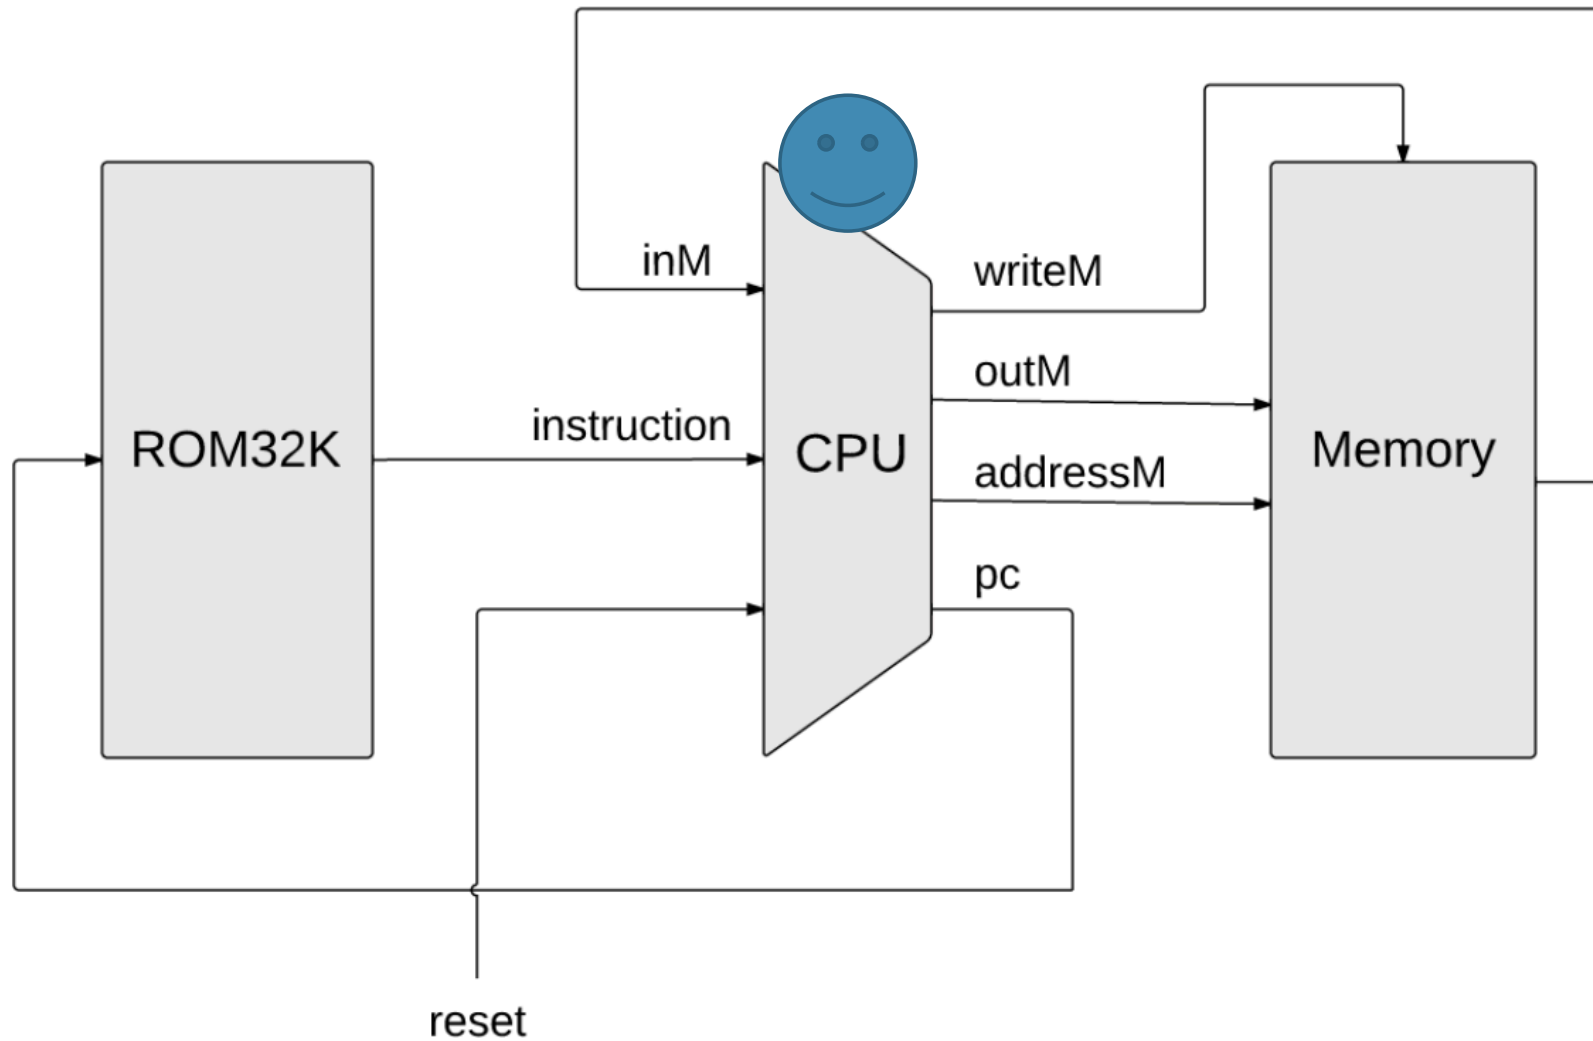 inM
writeM
outM
instruction
ROM32K
CPU
Memory
addressM
pc
reset